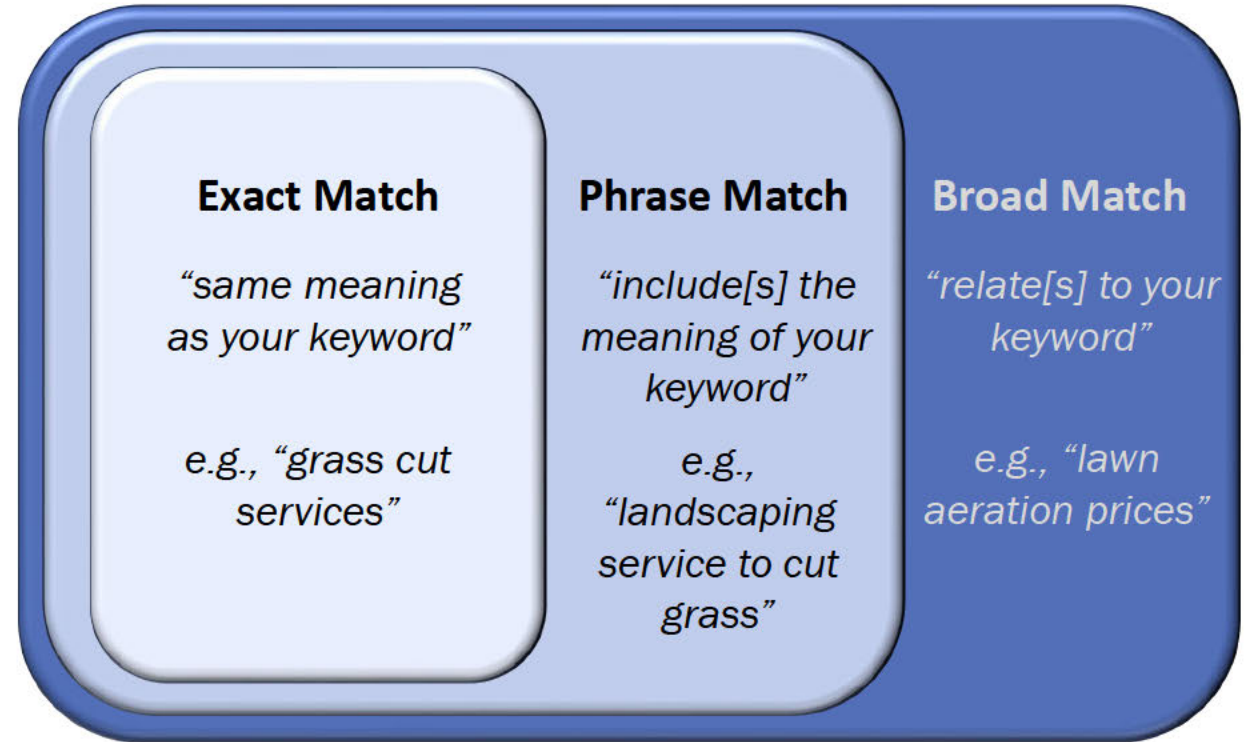 Exact Match
“same meaning
as your keyword”
e.g., “grass cut
services”
Phrase Match
“include[s] the
meaning of your
keyword”
e.g.,
“landscaping
service to cut
grass”
Broad Match
“relate[s] to your
keyword”
e.g., “lawn
aeration prices”